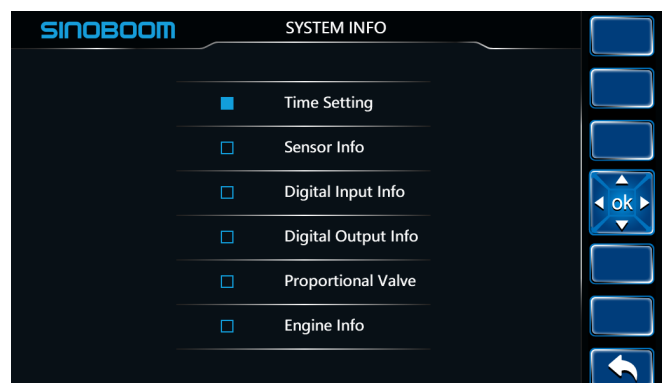 SINOBOOM
SYSTEM INFO
Time Setting
Sensor Info
Digital Input Info
Digital Output Info
ok
Proportional Valve
Engine Info